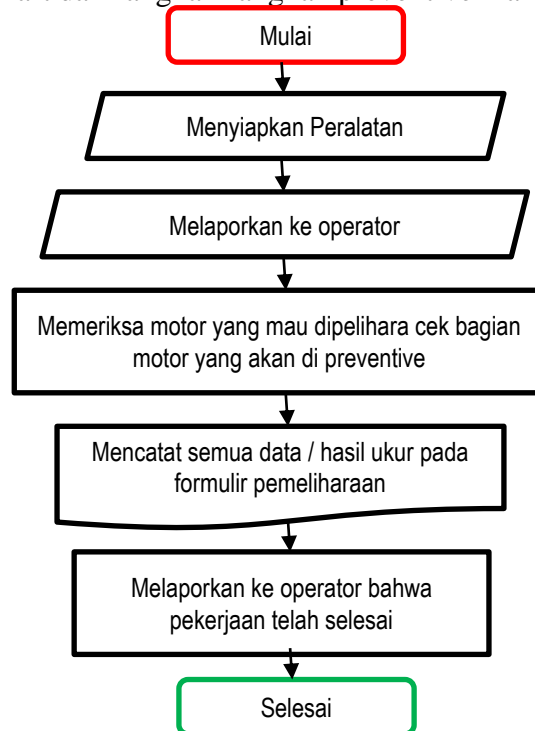 Mulai
Menyiapkan Peralatan
Melaporkan ke operator
Memeriksa motor yang mau dipelihara cek bagian
motor yang akan di preventive
Mencatat semua data / hasil ukur pada
formulir pemeliharaan
Melaporkan ke operator bahwa
pekerjaan telah selesai
Selesai